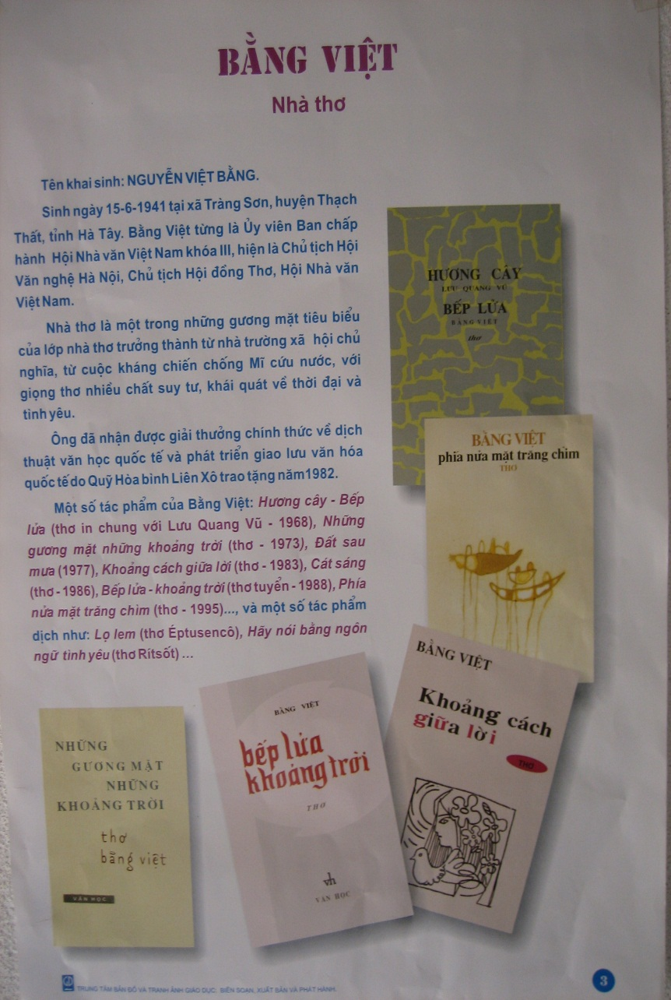 BẰNG VIỆT
Nhà thơ
Tên khai sinh: NGUYỄN VIỆT BẰNG.
Sinh ngày 15-6-1941 tại xã Tràng Sơn, huyện Thạch
Thất, tỉnh Hà Tây. Bằng Việt từng là Ủy viên Ban chấp
hành Hội Nhà văn Việt Nam khóa III, hiện là Chủ tịch Hội
Văn nghệ Hà Nội, Chủ tịch Hội đồng Thơ, Hội Nhà văn
Việt Nam.
Nhà thơ là một trong những gương mặt tiêu biểu
của lớp nhà thơ trưởng thành từ nhà trường xã hội chủ
nghĩa, từ cuộc kháng chiến chống Mĩ cứu nước, với
giọng thơ nhiều chất suy tư, khái quát về thời đại và
tình yêu.
Ông đã nhận được giải thưởng chính thức về dịch
thuật văn học quốc tế và phát triển giao lưu văn hóa
quốc tế do Quỹ Hòa bình Liên Xô trao tặng năm 1982.
Một số tác phẩm của Bằng Việt: Hương cây - Bếp
lửa (thơ in chung với Lưu Quang Vũ - 1968), Những
gương mặt những khoảng trời (thơ - 1973), Đất sau
mưa (1977), Khoảng cách giữa lời (thơ - 1983), Cát sáng
(thơ - 1986), Bếp lửa - khoảng trời (thơ tuyển - 1988), Phía
nửa mặt trăng chìm (thơ - 1995)..., và một số tác phẩm
dịch như: Lọ lem (thơ Éptusencô), Hãy nói bằng ngôn
ngữ tình yêu (thơ Rítsốt) ...
HƯƠNG CÂY
LƯU QUANG VŨ
BẾP LỬA
BẰNG VIỆT
thơ
BẰNG VIỆT
phía nửa mặt trăng chìm
THƠ
BẰNG VIỆT
Khoảng cách
giữa lời
THƠ
BẰNG VIỆT
bếp lửa
khoảng trời
THƠ
vh
VĂN HỌC
NHỮNG
GƯƠNG MẶT
NHỮNG
KHOẢNG TRỜI
thơ
bằng việt
VĂN HỌC
TRUNG TÂM BẢN ĐỒ VÀ TRANH ẢNH GIÁO DỤC. BIÊN SOẠN, XUẤT BẢN VÀ PHÁT HÀNH.
3